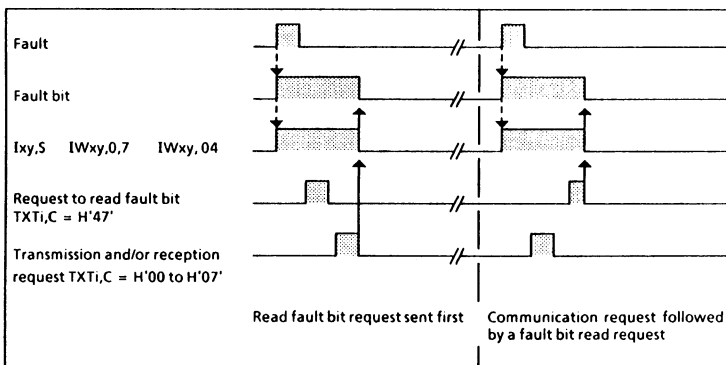 Fault
Fault bit
Ixy,S IWxy,0,7 IWxy, 04
Request to read fault bit
TXTi,C = H'47'
Transmission and/or reception
request TXTi,C = H'00 to H'07'
Read fault bit request sent first
Communication request followed
by a fault bit read request